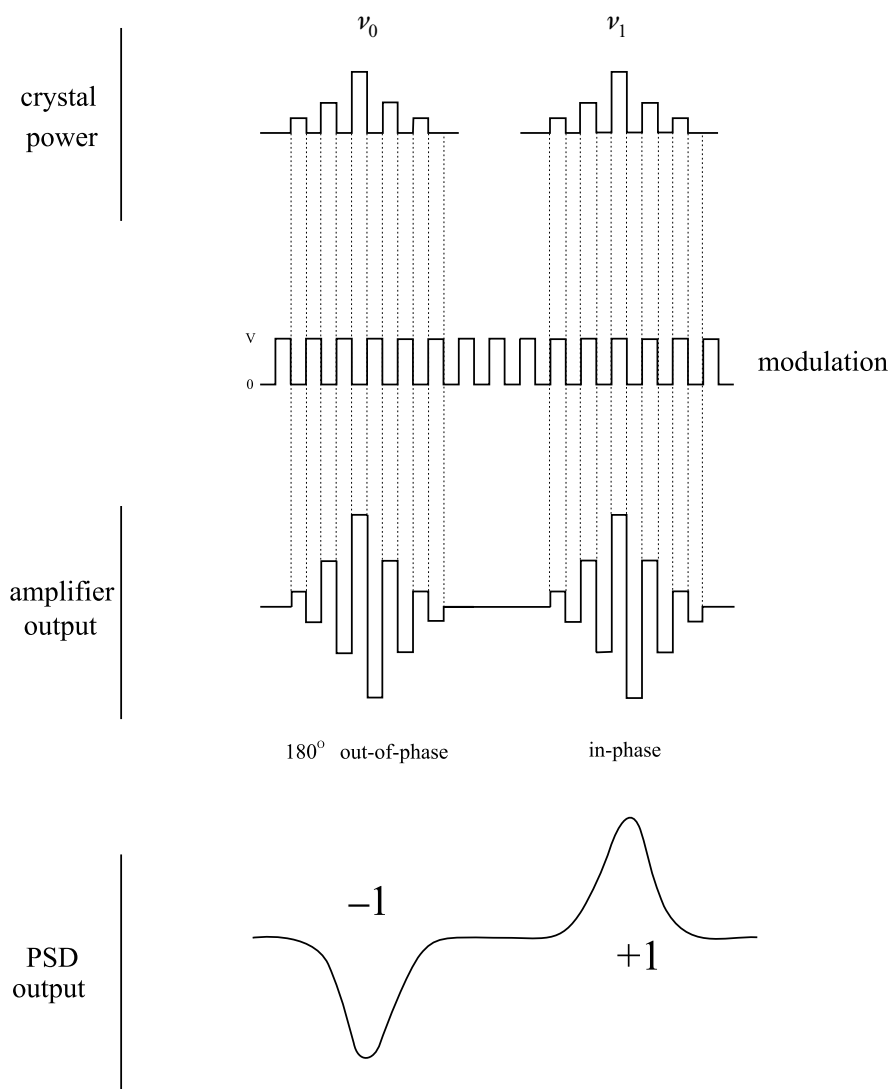 ν₀ ν₁
crystal
power
V
0
modulation
amplifier
output
180° out-of-phase in-phase
−1
+1
PSD
output